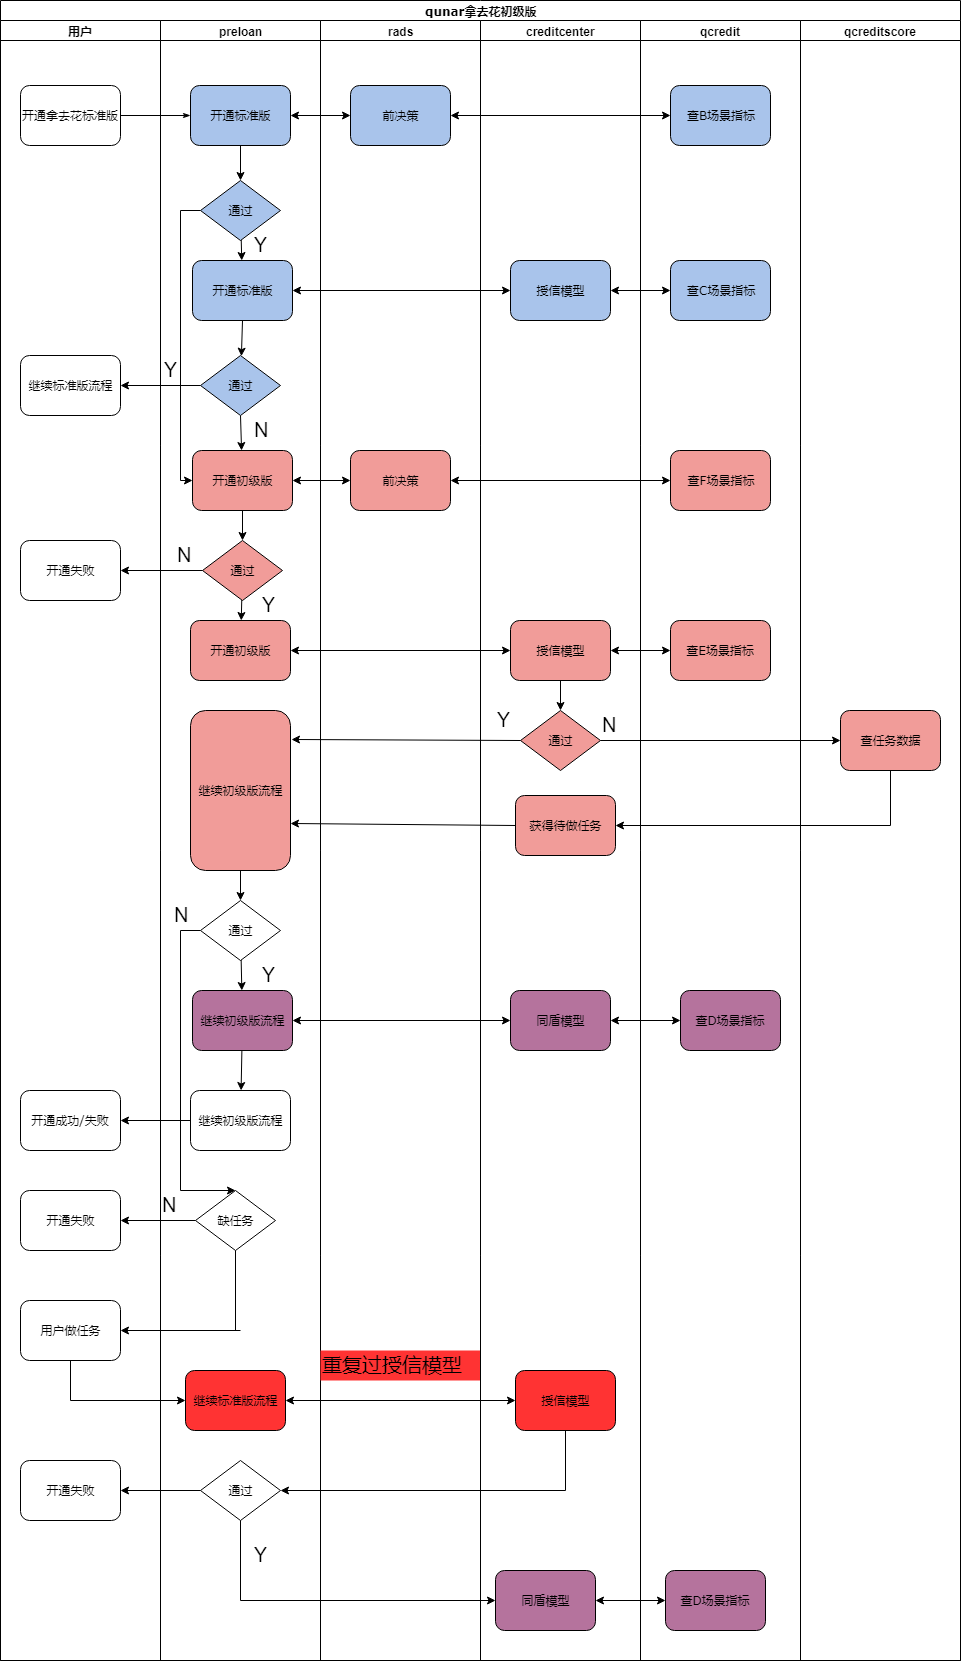 qunar拿去花初级版
用户
preloan
rads
creditcenter
qcredit
qcreditscore
开通拿去花标准版
开通标准版
前决策
查B场景指标
通过
Y
开通标准版
授信模型
查C场景指标
Y
继续标准版流程
通过
N
开通初级版
前决策
查F场景指标
N
开通失败
通过
Y
开通初级版
授信模型
查E场景指标
Y
N
通过
查任务数据
继续初级版流程
获得待做任务
N
通过
Y
继续初级版流程
同盾模型
查D场景指标
开通成功/失败
继续初级版流程
N
开通失败
缺任务
用户做任务
重复过授信模型
继续标准版流程
授信模型
开通失败
通过
Y
同盾模型
查D场景指标